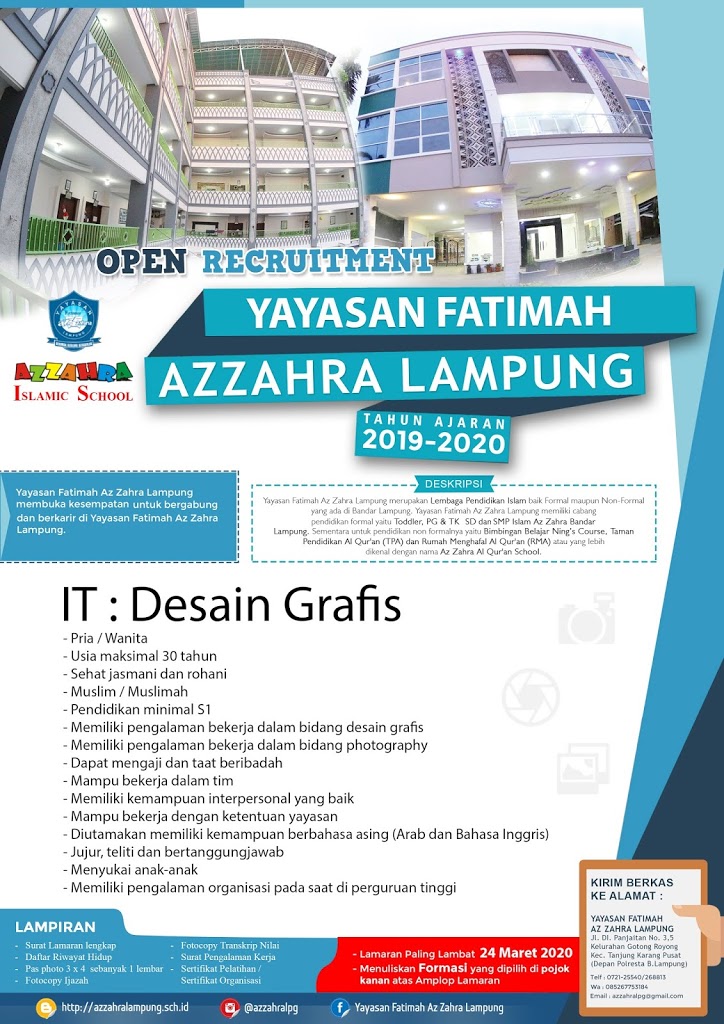 OPEN RECRUITMENT
YAYASAN FATIMAH
AZZAHRA LAMPUNG
TAHUN AJARAN
2019-2020
YAYASAN
LAMPUNG
AZZAHRA
ISLAMIC SCHOOL
Yayasan Fatimah Az Zahra Lampung
membuka kesempatan untuk bergabung
dan berkarir di Yayasan Fatimah Az Zahra
Lampung.
DESKRIPSI
Yayasan Fatimah Az Zahra Lampung merupakan Lembaga Pendidikan Islam baik Formal maupun Non-Formal
yang ada di Bandar Lampung. Yayasan Fatimah Az Zahra Lampung memiliki cabang
pendidikan formal yaitu Toddler, PG & TK SD dan SMP Islam Az Zahra Bandar
Lampung. Sementara untuk pendidikan non formalnya yaitu Bimbingan Belajar Ning's Course, Taman
Pendidikan Al Qur'an (TPA) dan Rumah Menghafal Al Qur'an (RMA) atau yang lebih
dikenal dengan nama Az Zahra Al Qur'an School.
IT : Desain Grafis
- Pria / Wanita
- Usia maksimal 30 tahun
- Sehat jasmani dan rohani
- Muslim / Muslimah
- Pendidikan minimal S1
- Memiliki pengalaman bekerja dalam bidang desain grafis
- Memiliki pengalaman bekerja dalam bidang photography
- Dapat mengaji dan taat beribadah
- Mampu bekerja dalam tim
- Memiliki kemampuan interpersonal yang baik
- Mampu bekerja dengan ketentuan yayasan
- Diutamakan memiliki kemampuan berbahasa asing (Arab dan Bahasa Inggris)
- Jujur, teliti dan bertanggungjawab
- Menyukai anak-anak
- Memiliki pengalaman organisasi pada saat di perguruan tinggi
LAMPIRAN
- Surat Lamaran lengkap
- Daftar Riwayat Hidup
- Pas photo 3 x 4 sebanyak 1 lembar
- Fotocopy Ijazah
- Fotocopy Transkrip Nilai
- Surat Pengalaman Kerja
- Sertifikat Pelatihan /
Sertifikat Organisasi
- Lamaran Paling Lambat 24 Maret 2020
- Menuliskan Formasi yang dipilih di pojok
kanan atas Amplop Lamaran
KIRIM BERKAS
KE ALAMAT :
YAYASAN FATIMAH
AZ ZAHRA LAMPUNG
Jl. DI. Panjaitan No. 3,5
Kelurahan Gotong Royong
Kec. Tanjung Karang Pusat
(Depan Polresta B.Lampung)
Telf : 0721-25540/268813
Wa : 085267753184
Email : azzahralpg@gmail.com
http://azzahralampung.sch.id
@azzahralpg
Yayasan Fatimah Az Zahra Lampung